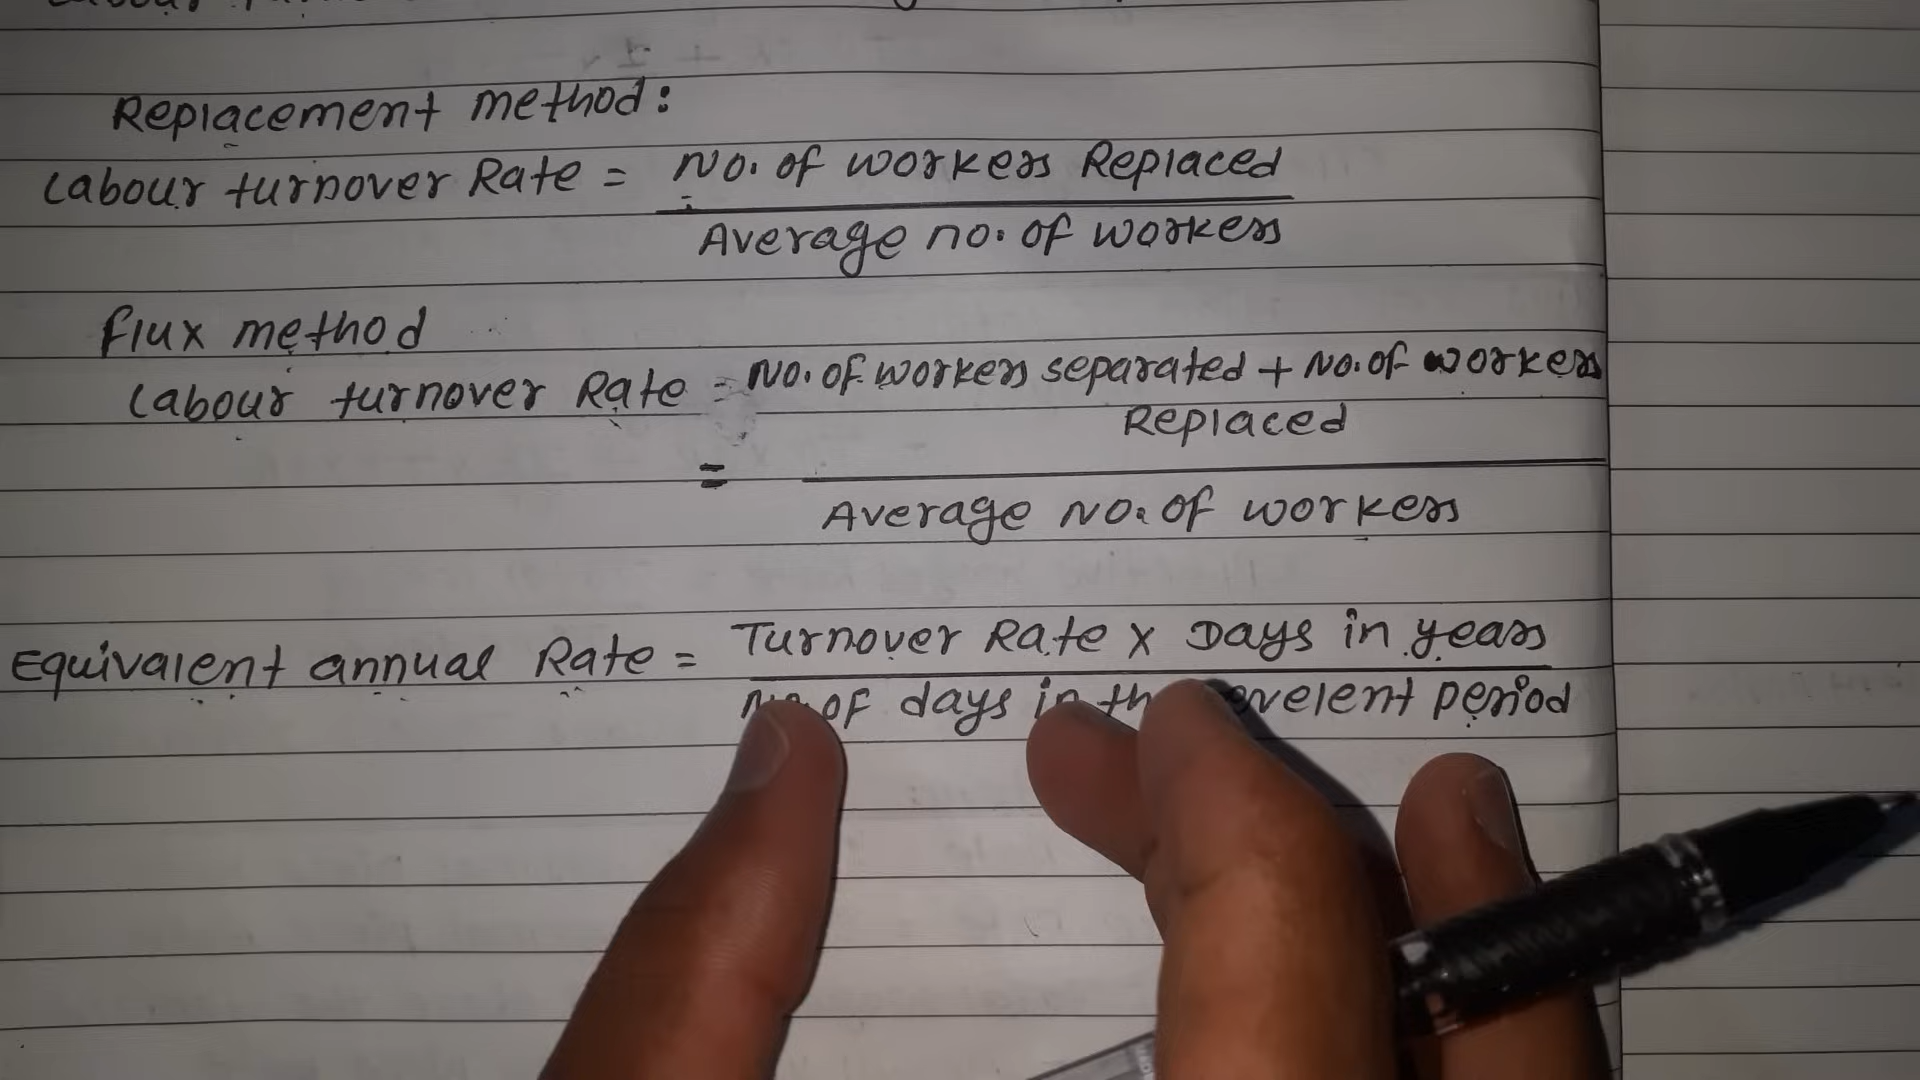 Replacement method:
Labour turnover Rate = No. of workers Replaced
Average no. of workers
Flux method
Labour turnover Rate = No. of workers separated + No. of workers
Replaced
=
Average No. of workers
Equivalent annual Rate = Turnover Rate x Days in years
of days in period